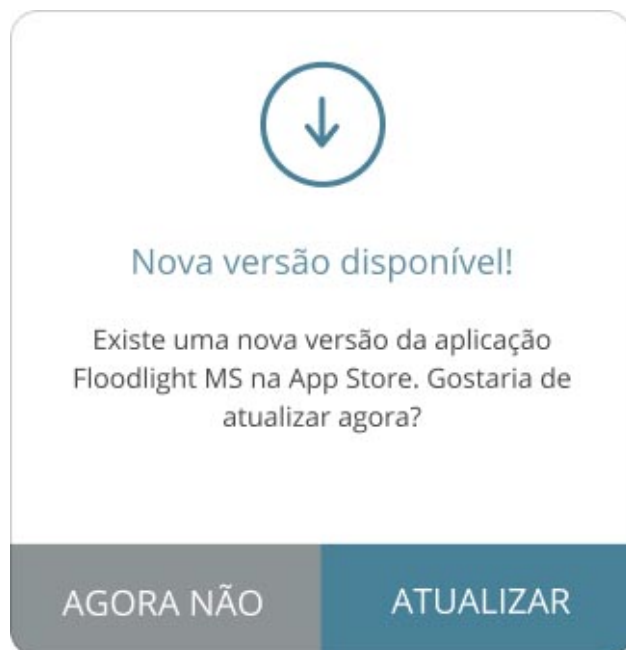 Nova versão disponível!
Existe uma nova versão da aplicação
Floodlight MS na App Store. Gostaria de
atualizar agora?
AGORA NÃO
ATUALIZAR